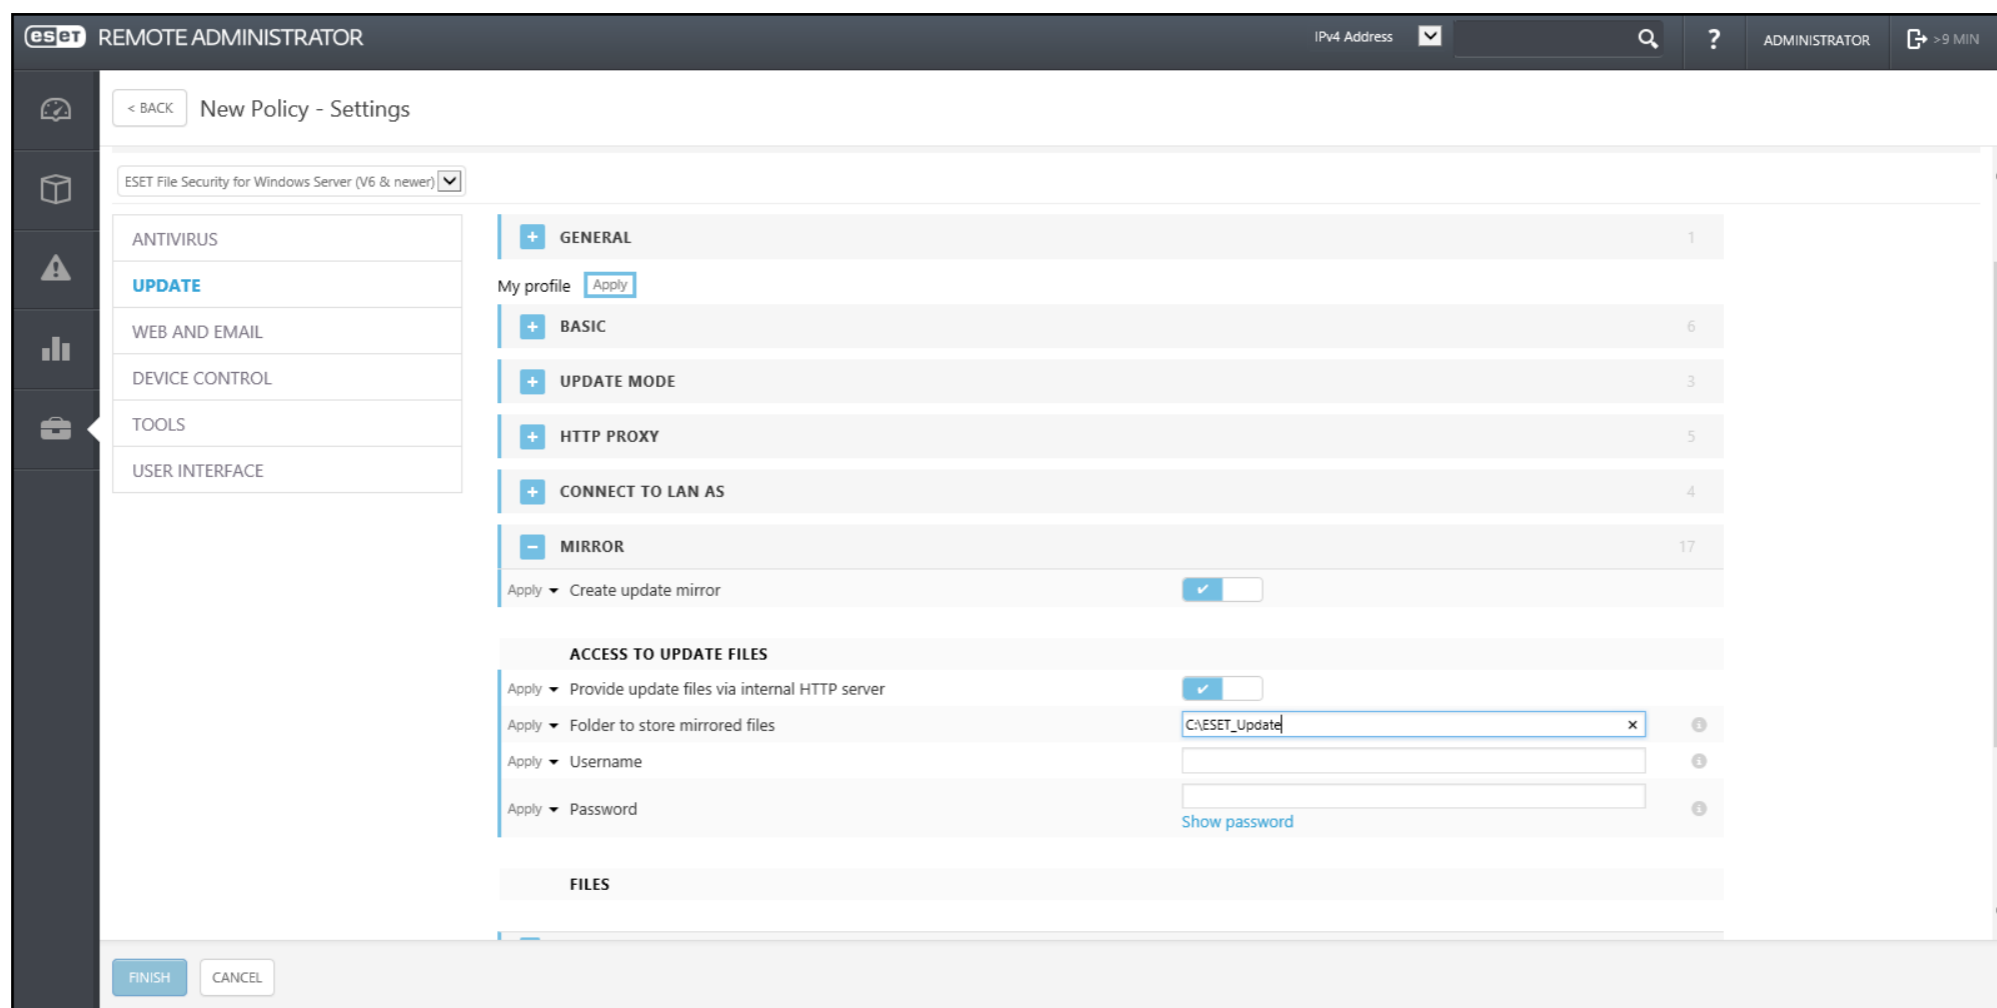 eset REMOTE ADMINISTRATOR
IPv4 Address
?
ADMINISTRATOR
>9 MIN
< BACK
New Policy - Settings
ESET File Security for Windows Server (V6 & newer)
ANTIVIRUS
UPDATE
WEB AND EMAIL
DEVICE CONTROL
TOOLS
USER INTERFACE
GENERAL 1
My profile Apply
BASIC 6
UPDATE MODE 3
HTTP PROXY 5
CONNECT TO LAN AS 4
MIRROR 17
Apply Create update mirror
ACCESS TO UPDATE FILES
Apply Provide update files via internal HTTP server
Apply Folder to store mirrored files C:\ESET_Update
Apply Username
Apply Password
Show password
FILES
FINISH CANCEL